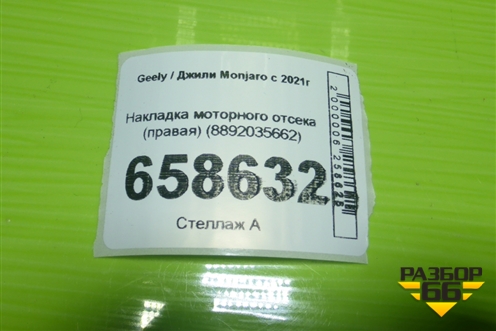 Geely / Джили Monjaro с 2021г
Накладка моторного отсека
(правая) (8892035662)
658632
Стеллаж А
РАЗБОР
66